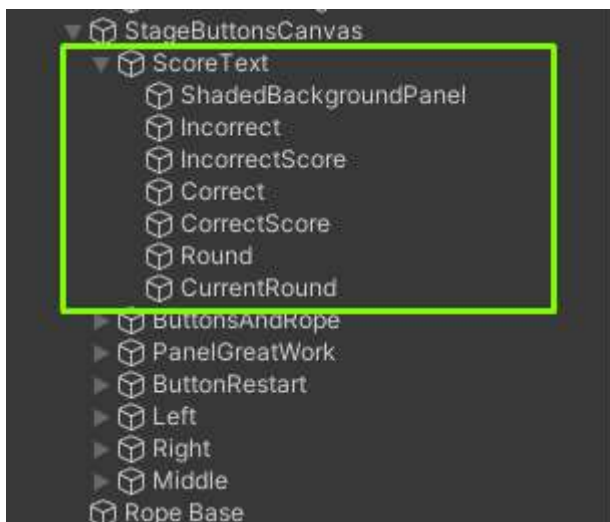 StageButtonsCanvas
ScoreText
ShadedBackgroundPanel
Incorrect
IncorrectScore
Correct
CorrectScore
Round
CurrentRound
ButtonsAndRope
PanelGreatWork
ButtonRestart
Left
Right
Middle
Rope Base